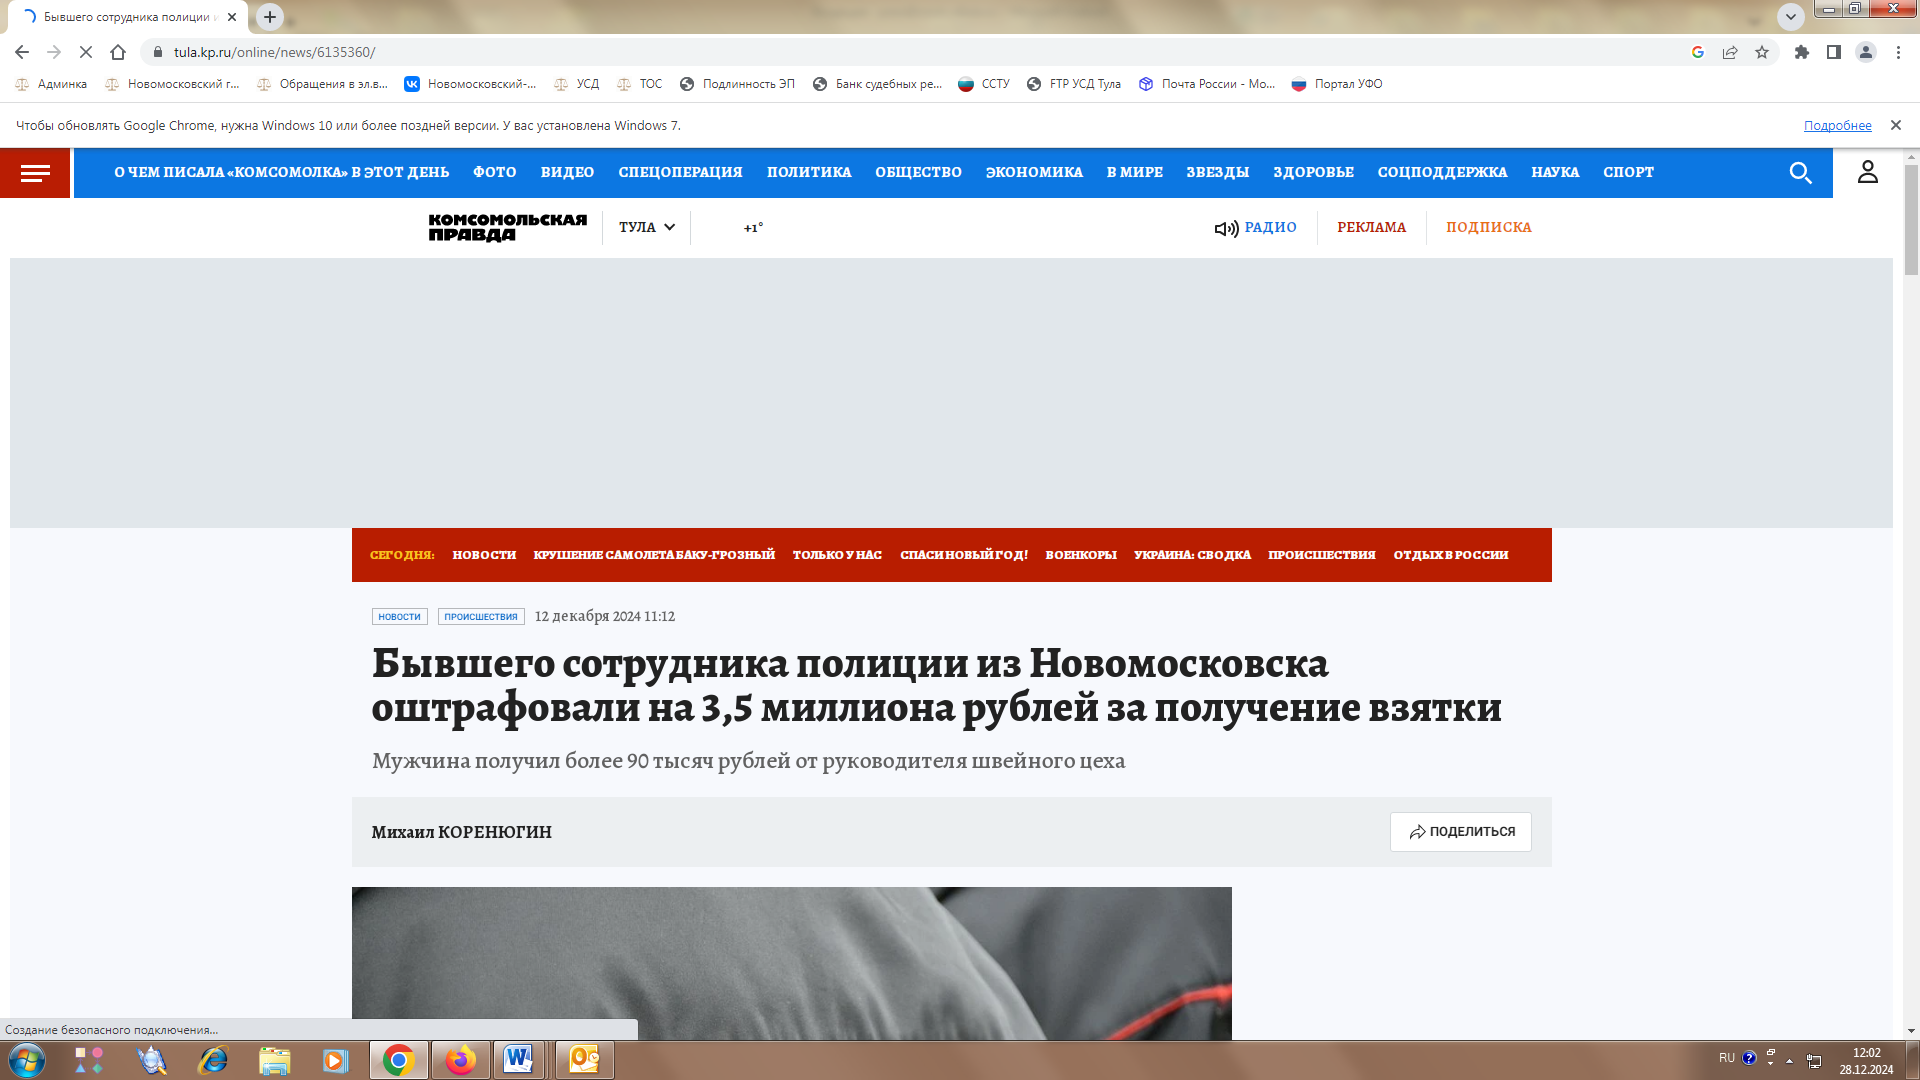 Бывшего сотрудника полиции и
tula.kp.ru/online/news/6135360/
Админка
Новомосковский г...
Обращения в эл.в...
Новомосковский-...
УСД
ТОС
Подлинность ЭП
Банк судебных ре...
ССТУ
FTP УСД Тула
Почта России - Мо...
Портал УФО
Чтобы обновлять Google Chrome, нужна Windows 10 или более поздней версии. У вас установлена Windows 7.
Подробнее
О ЧЕМ ПИСАЛА «КОМСОМОЛКА» В ЭТОТ ДЕНЬ ФОТО ВИДЕО СПЕЦОПЕРАЦИЯ ПОЛИТИКА ОБЩЕСТВО ЭКОНОМИКА В МИРЕ ЗВЕЗДЫ ЗДОРОВЬЕ СОЦПОДДЕРЖКА НАУКА СПОРТ
КОМСОМОЛЬСКАЯ
ПРАВДА
ТУЛА
+1°
РАДИО
РЕКЛАМА
ПОДПИСКА
СЕГОДНЯ: НОВОСТИ КРУШЕНИЕ САМОЛЕТА БАКУ-ГРОЗНЫЙ ТОЛЬКО У НАС СПАСИ НОВЫЙ ГОД! ВОЕНКОРЫ УКРАИНА: СВОДКА ПРОИСШЕСТВИЯ ОТДЫХ В РОССИИ
НОВОСТИ ПРОИСШЕСТВИЯ 12 декабря 2024 11:12
Бывшего сотрудника полиции из Новомосковска
оштрафовали на 3,5 миллиона рублей за получение взятки
Мужчина получил более 90 тысяч рублей от руководителя швейного цеха
Михаил КОРЕНЮГИН
ПОДЕЛИТЬСЯ
Создание безопасного подключения...
RU
12:02
28.12.2024